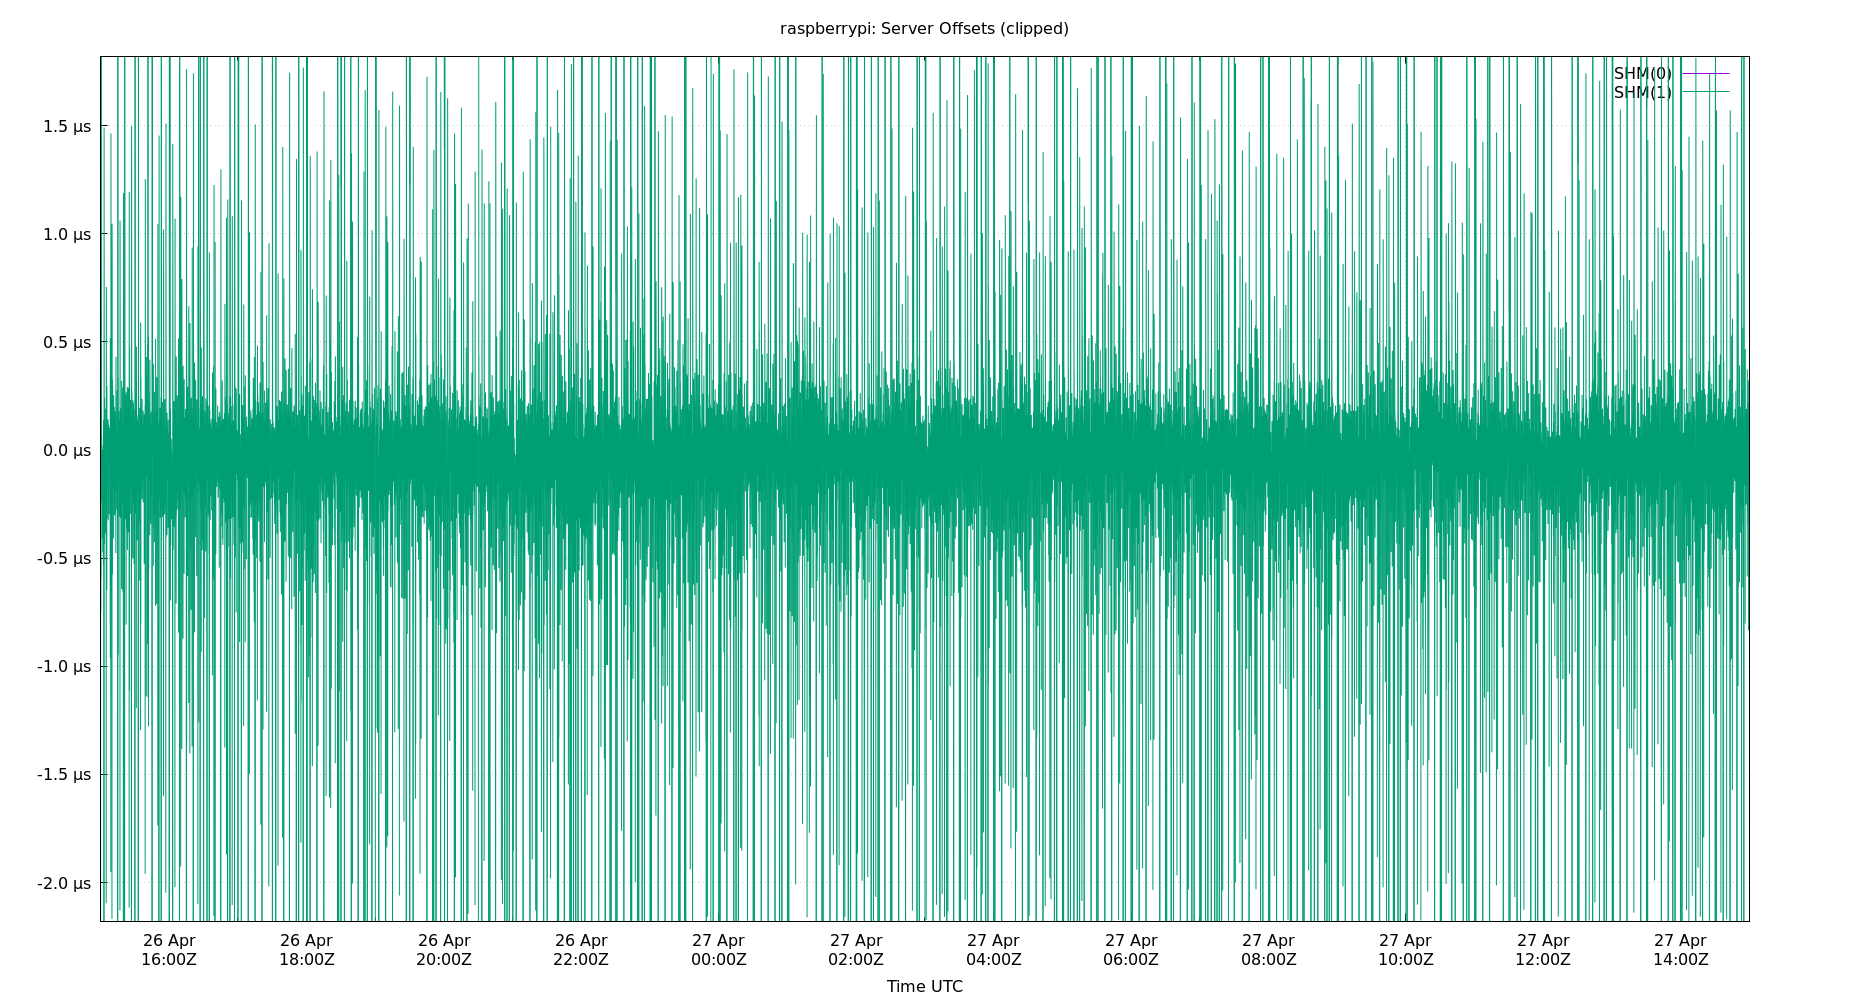 raspberrypi: Server Offsets (clipped)
SHM(0)
SHM(1)
1.5 µs
1.0 µs
0.5 µs
0.0 µs
-0.5 µs
-1.0 µs
-1.5 µs
-2.0 µs
26 Apr 26 Apr 26 Apr 26 Apr 27 Apr 27 Apr 27 Apr 27 Apr 27 Apr 27 Apr 27 Apr 27 Apr
16:00Z 18:00Z 20:00Z 22:00Z 00:00Z 02:00Z 04:00Z 06:00Z 08:00Z 10:00Z 12:00Z 14:00Z
Time UTC